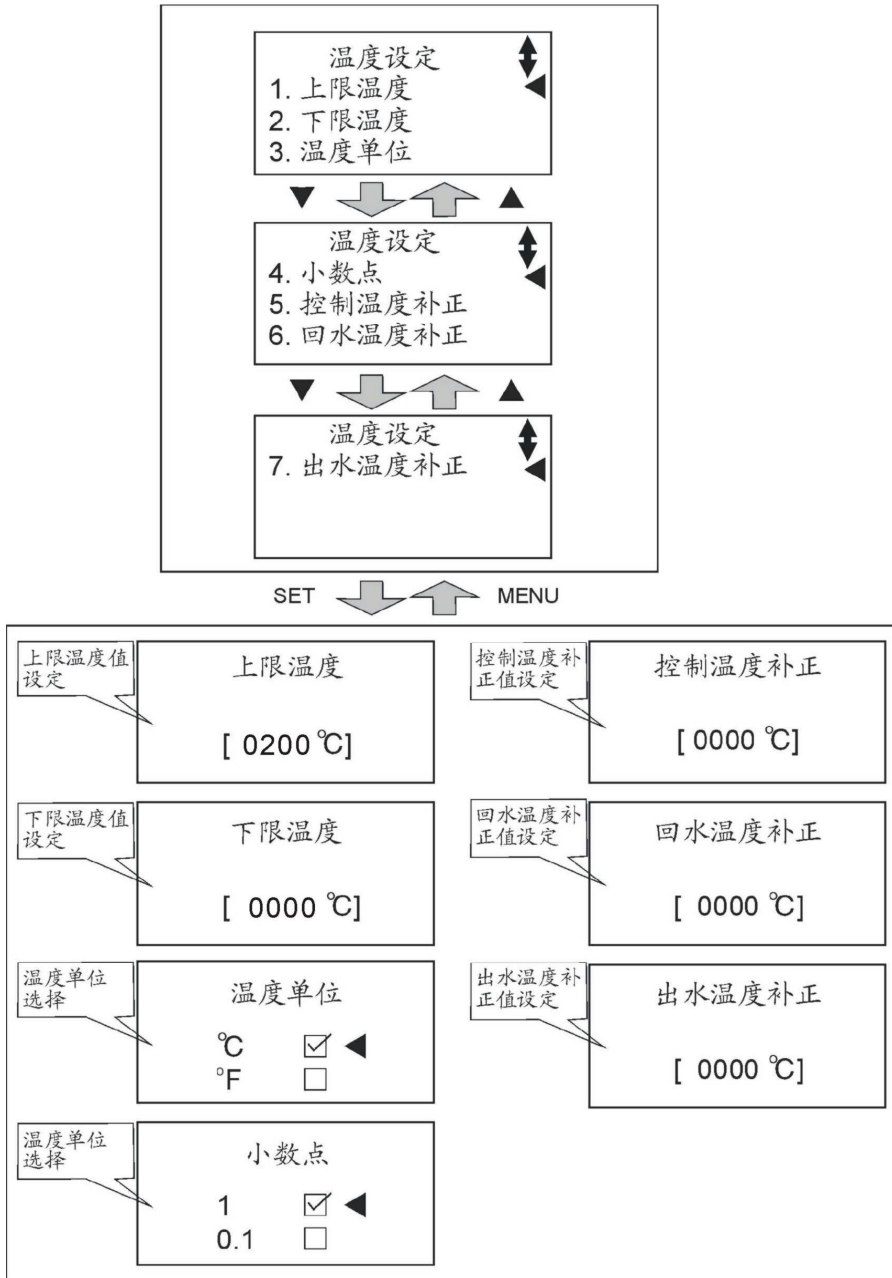 温度设定
1. 上限温度
2. 下限温度
3. 温度单位
温度设定
4. 小数点
5. 控制温度补正
6. 回水温度补正
温度设定
7. 出水温度补正
SET MENU
上限温度值
设定
上限温度
[ 0200 ℃]
下限温度值
设定
下限温度
[ 0000 ℃]
温度单位
选择
温度单位
℃
°F
温度单位
选择
小数点
1
0.1
控制温度补
正值设定
控制温度补正
[ 0000 ℃]
回水温度补
正值设定
回水温度补正
[ 0000 ℃]
出水温度补
正值设定
出水温度补正
[ 0000 ℃]